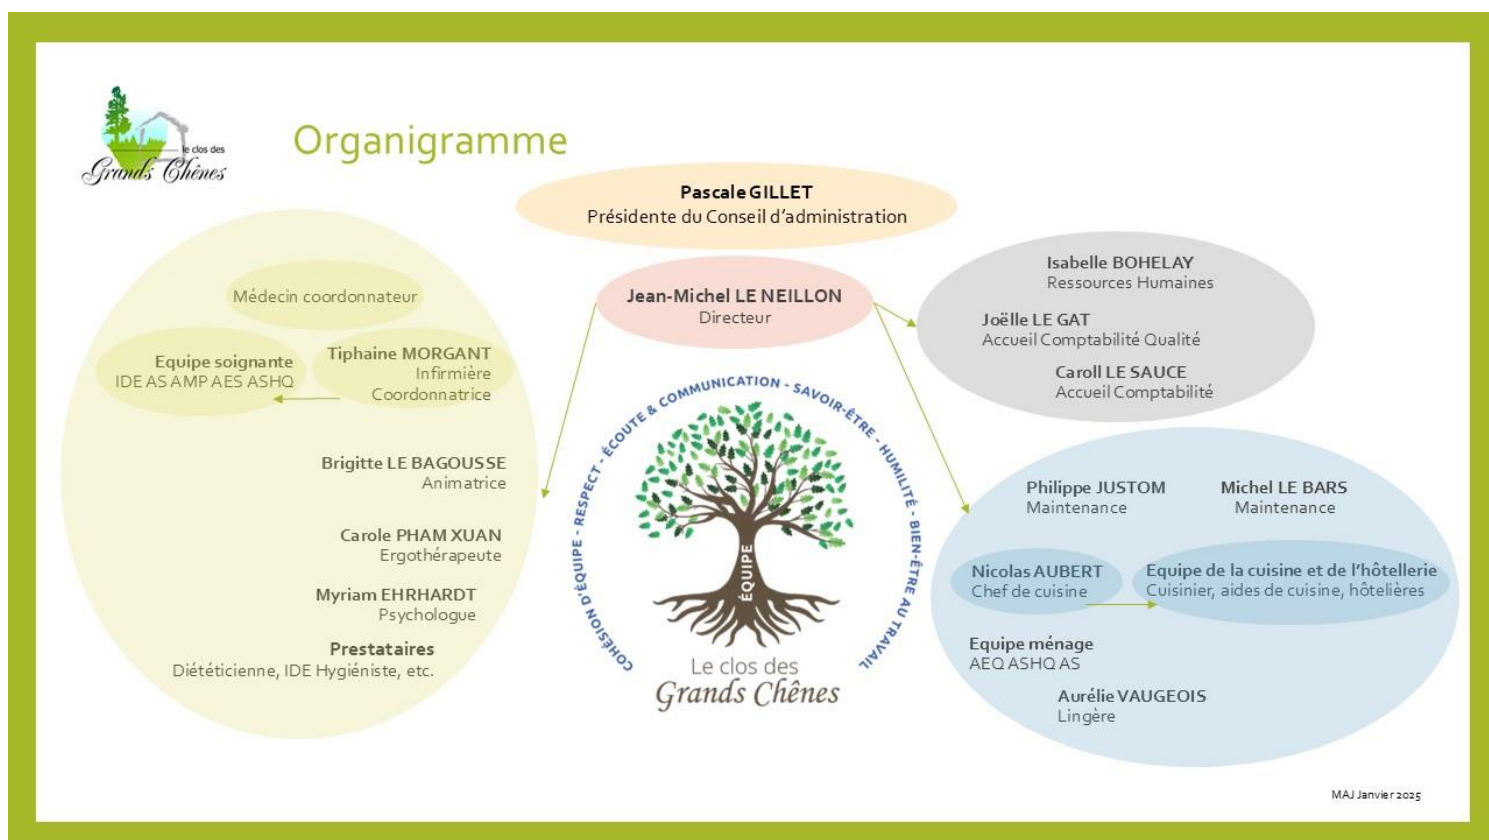 le clos des
Grands Chênes
Organigramme
Pascale GILLET
Présidente du Conseil d'administration
Jean-Michel LE NEILLON
Directeur
Médecin coordonnateur
Equipe soignante
IDE AS AMP AES ASHQ
Tiphaine MORGANT
Infirmière
Coordonnatrice
Brigitte LE BAGOUSSE
Animatrice
Carole PHAM XUAN
Ergothérapeute
Myriam EHRHARDT
Psychologue
Prestataires
Diététicienne, IDE Hygiéniste, etc.
COHÉSION D'ÉQUIPE - RESPECT - ÉCOUTE & COMMUNICATION - SAVOIR-ÊTRE - HUMILITÉ - BIEN-ÊTRE AU TRAVAIL
ÉQUIPE
Le clos des
Grands Chênes
Isabelle BOHELAY
Ressources Humaines
Joëlle LE GAT
Accueil Comptabilité Qualité
Caroll LE SAUCE
Accueil Comptabilité
Philippe JUSTOM
Maintenance
Michel LE BARS
Maintenance
Nicolas AUBERT
Chef de cuisine
Equipe de la cuisine et de l'hôtellerie
Cuisinier, aides de cuisine, hôtelières
Equipe ménage
AEQ ASHQ AS
Aurélie VAUGEOIS
Lingère
MAJ Janvier 2025